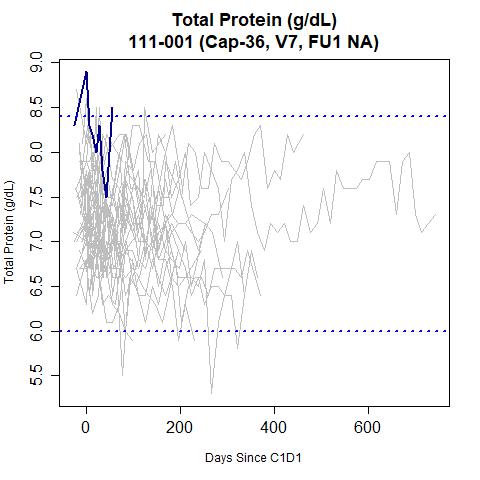 Total Protein (g/dL)
111-001 (Cap-36, V7, FU1 NA)
Total Protein (g/dL)
9.0
8.5
8.0
7.5
7.0
6.5
6.0
5.5
0 200 400 600
Days Since C1D1